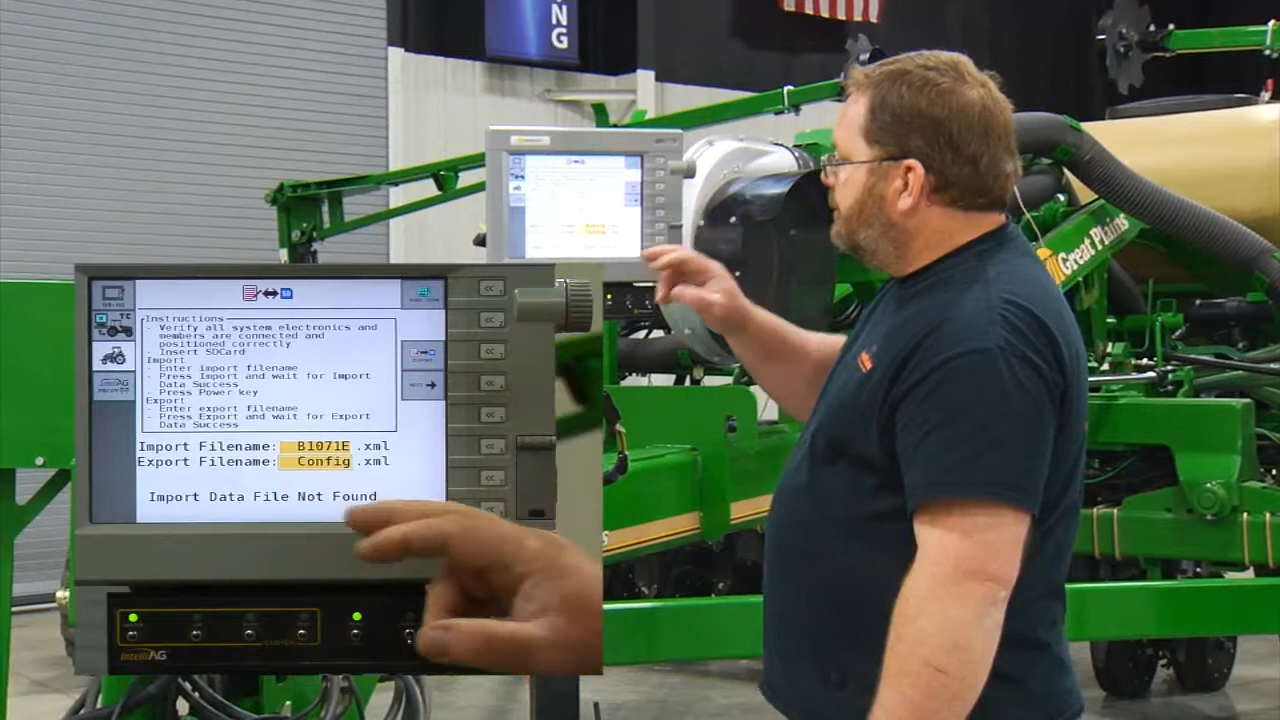 NG
Great Plains
SD
Instructions
- Verify all system electronics and
members are connected and
positioned correctly
- Insert SDCard
Import
- Enter import filename
- Press Import and wait for Import
Data Success
- Press Power key
Export
- Enter export filename
- Press Export and wait for Export
Data Success
NEXT
Import Filename: B1071E .xml
Export Filename: Config .xml
Import Data File Not Found
IntelliAG